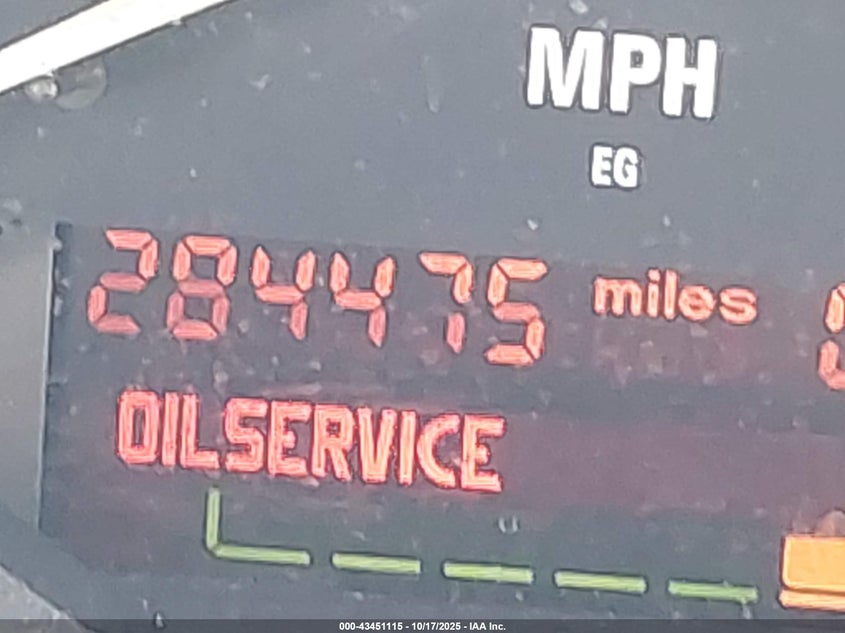 MPH
EG
284475 miles
OILSERVICE
000-43451115 - 10/17/2025 - IAA Inc.